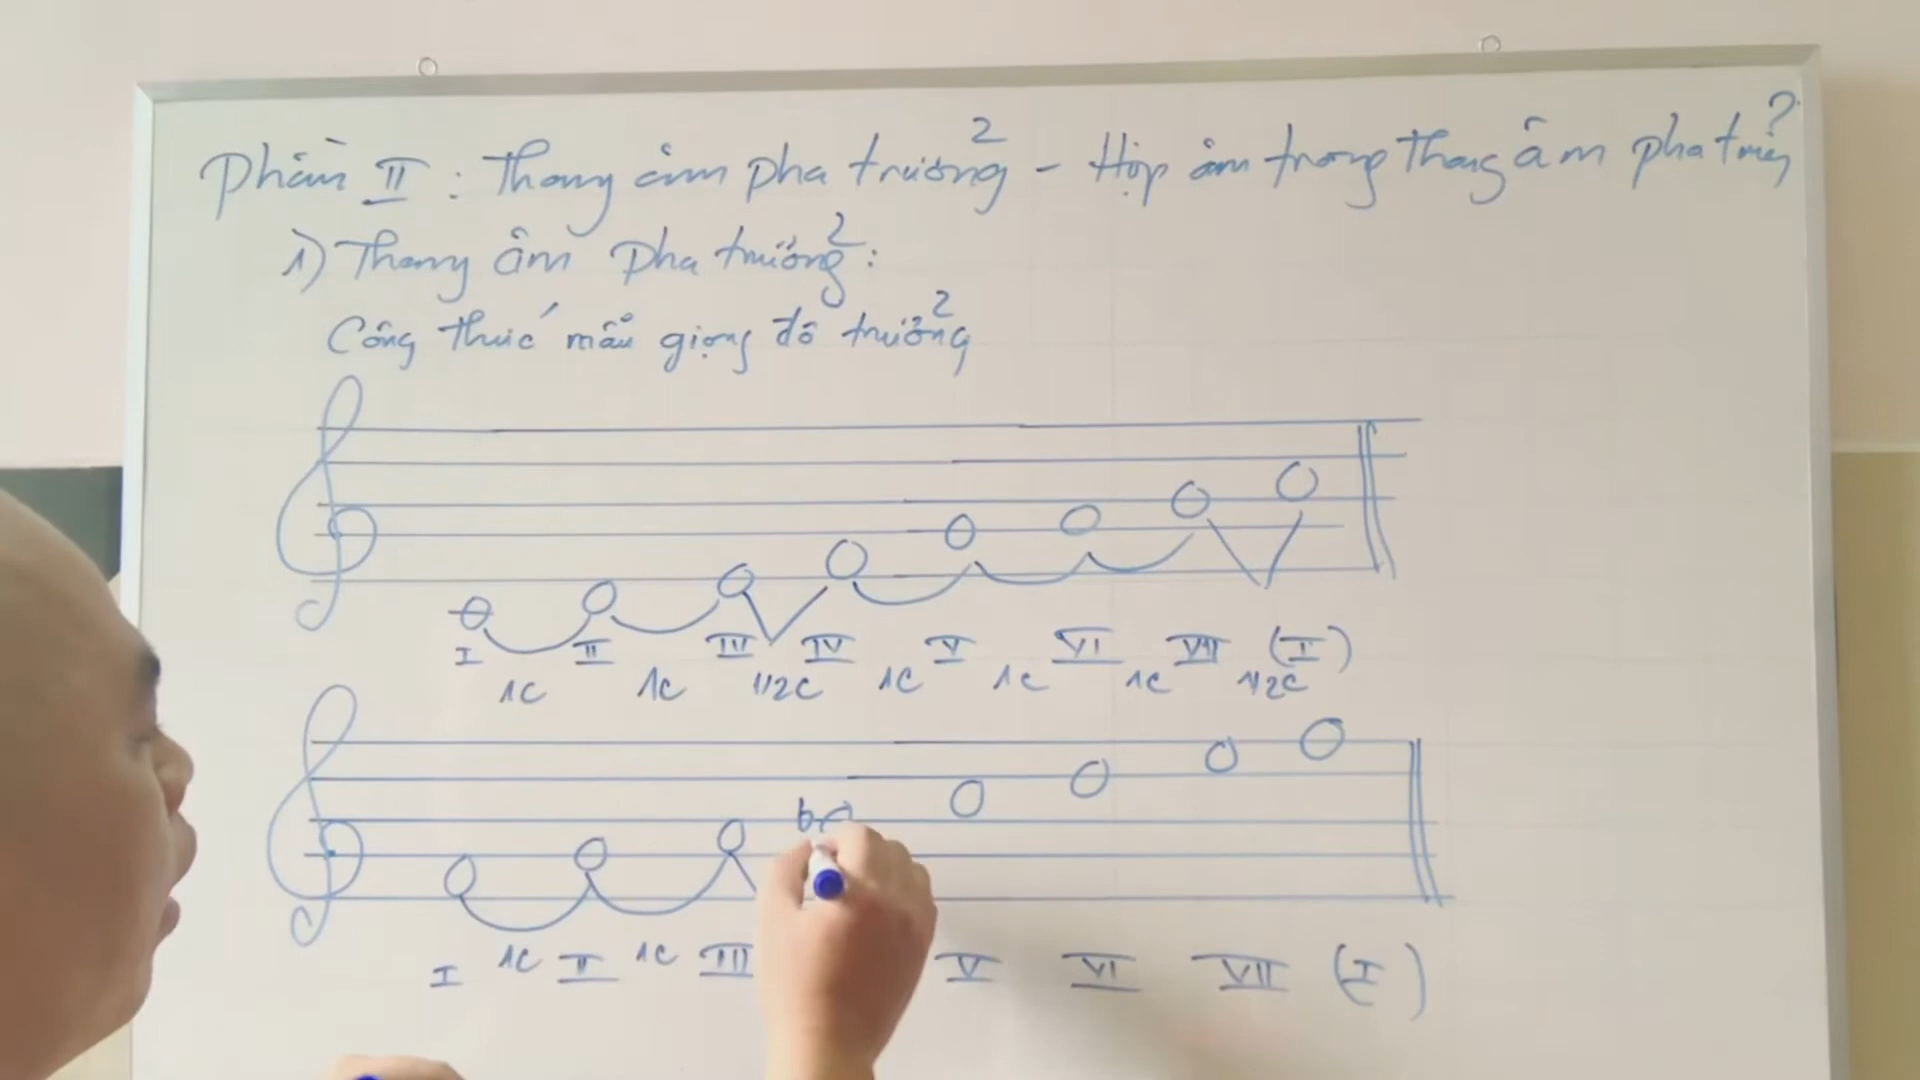 Phần II : Thang âm pha trưởng - Hợp âm trong thang âm pha trưởng
1) Thang âm pha trưởng :
Công thức mẫu giọng đô trưởng
I II III IV V VI VII (I)
1C 1C 1/2C 1C 1C 1C 1/2C
b
I 1C II 1C III V VI VII (I)